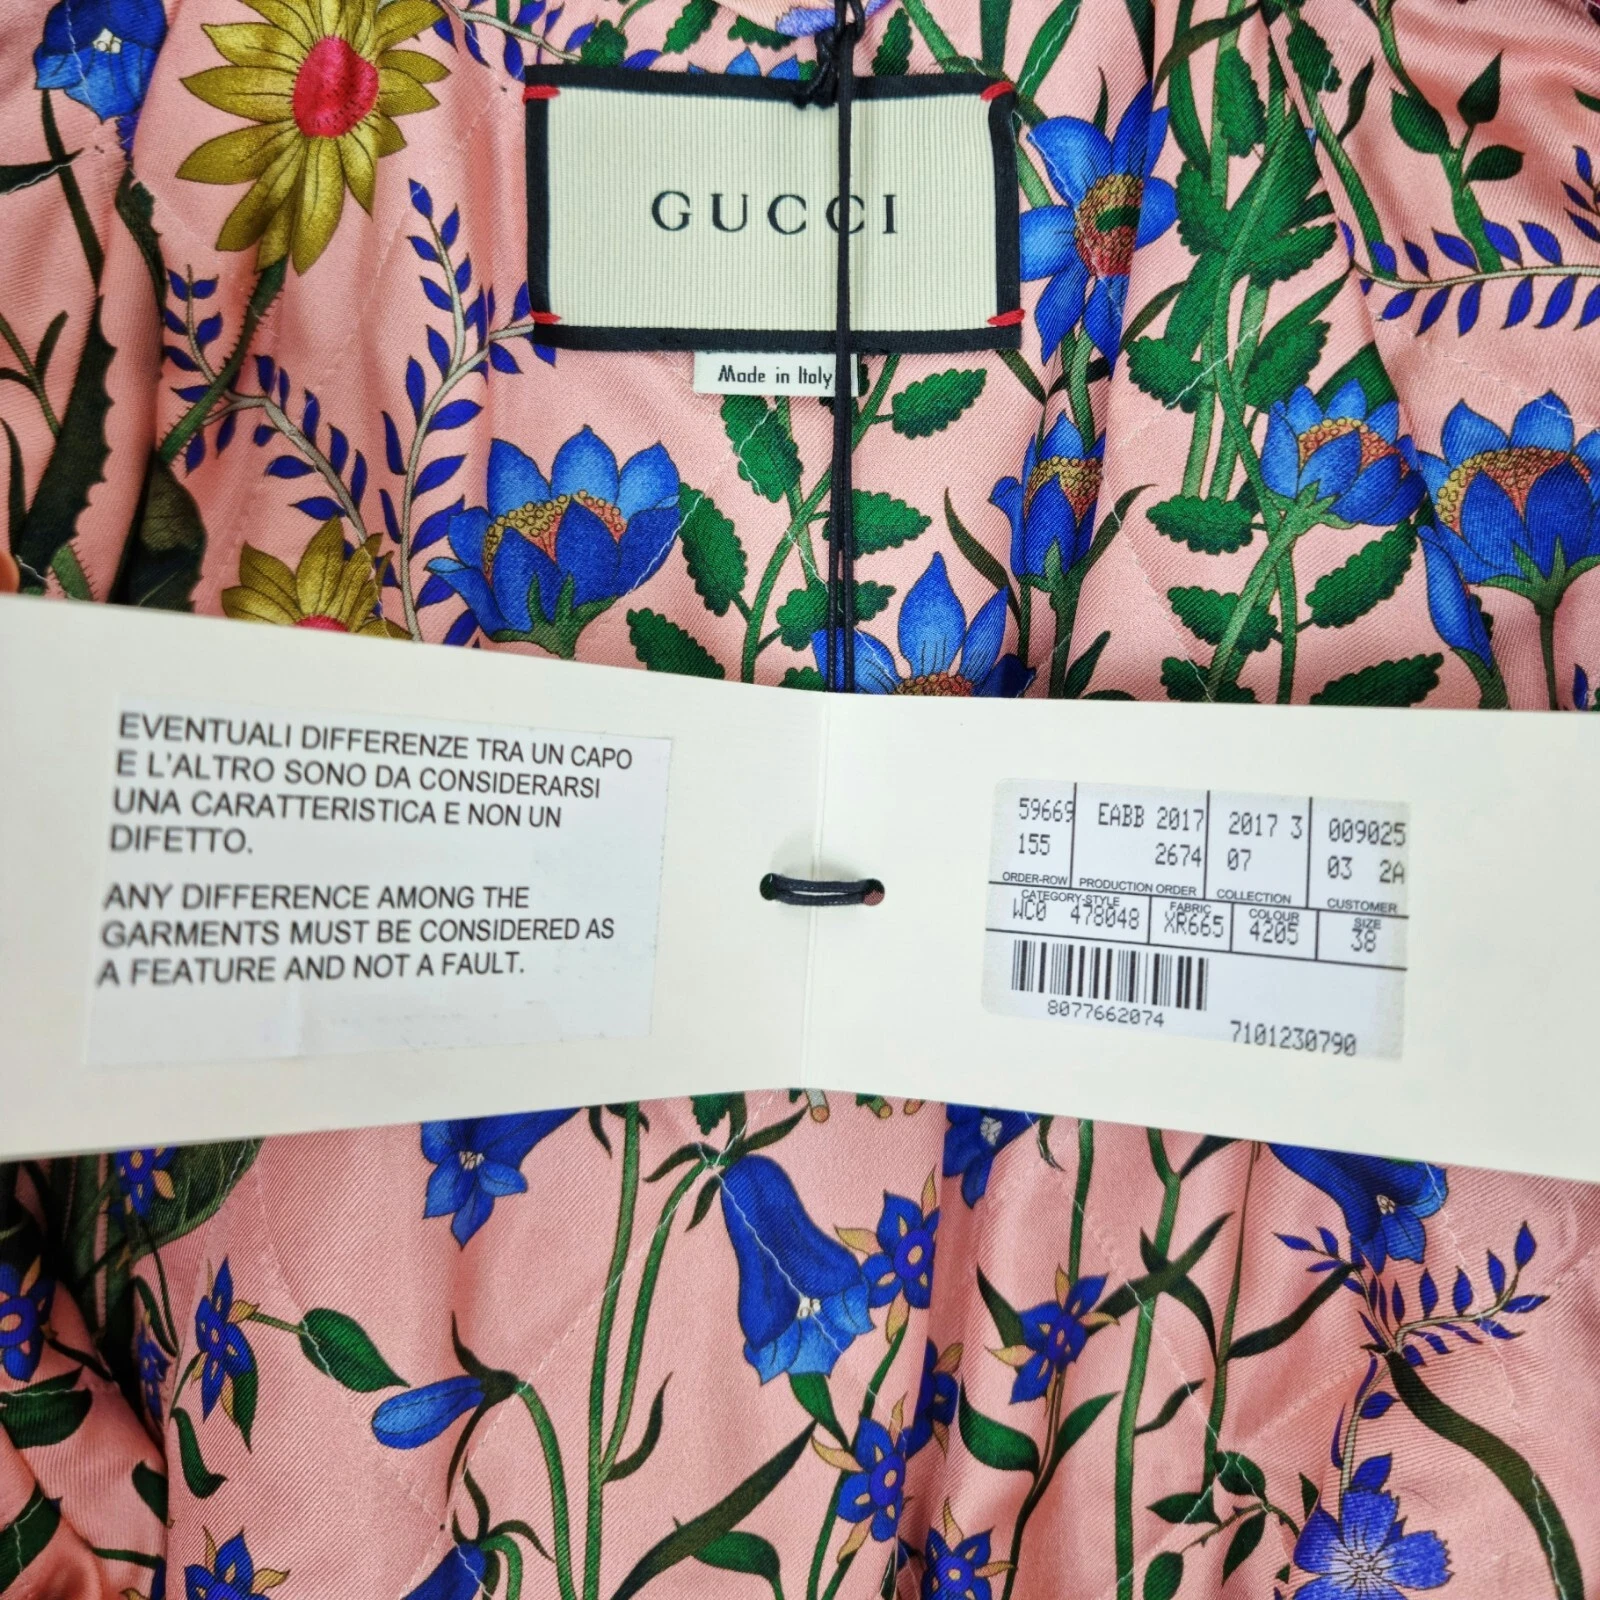 GUCCI
Made in Italy
EVENTUALI DIFFERENZE TRA UN CAPO
E L'ALTRO SONO DA CONSIDERARSI
UNA CARATTERISTICA E NON UN
DIFETTO.
ANY DIFFERENCE AMONG THE
GARMENTS MUST BE CONSIDERED AS
A FEATURE AND NOT A FAULT.
59669 EABB 2017 2017 3 009025
155 2674 07 03 2A
ORDER-ROW PRODUCTION ORDER COLLECTION CUSTOMER
CATEGORY-STYLE FABRIC COLOUR SIZE
WC0 478048 XR665 4205 38
8077662074
7101230790